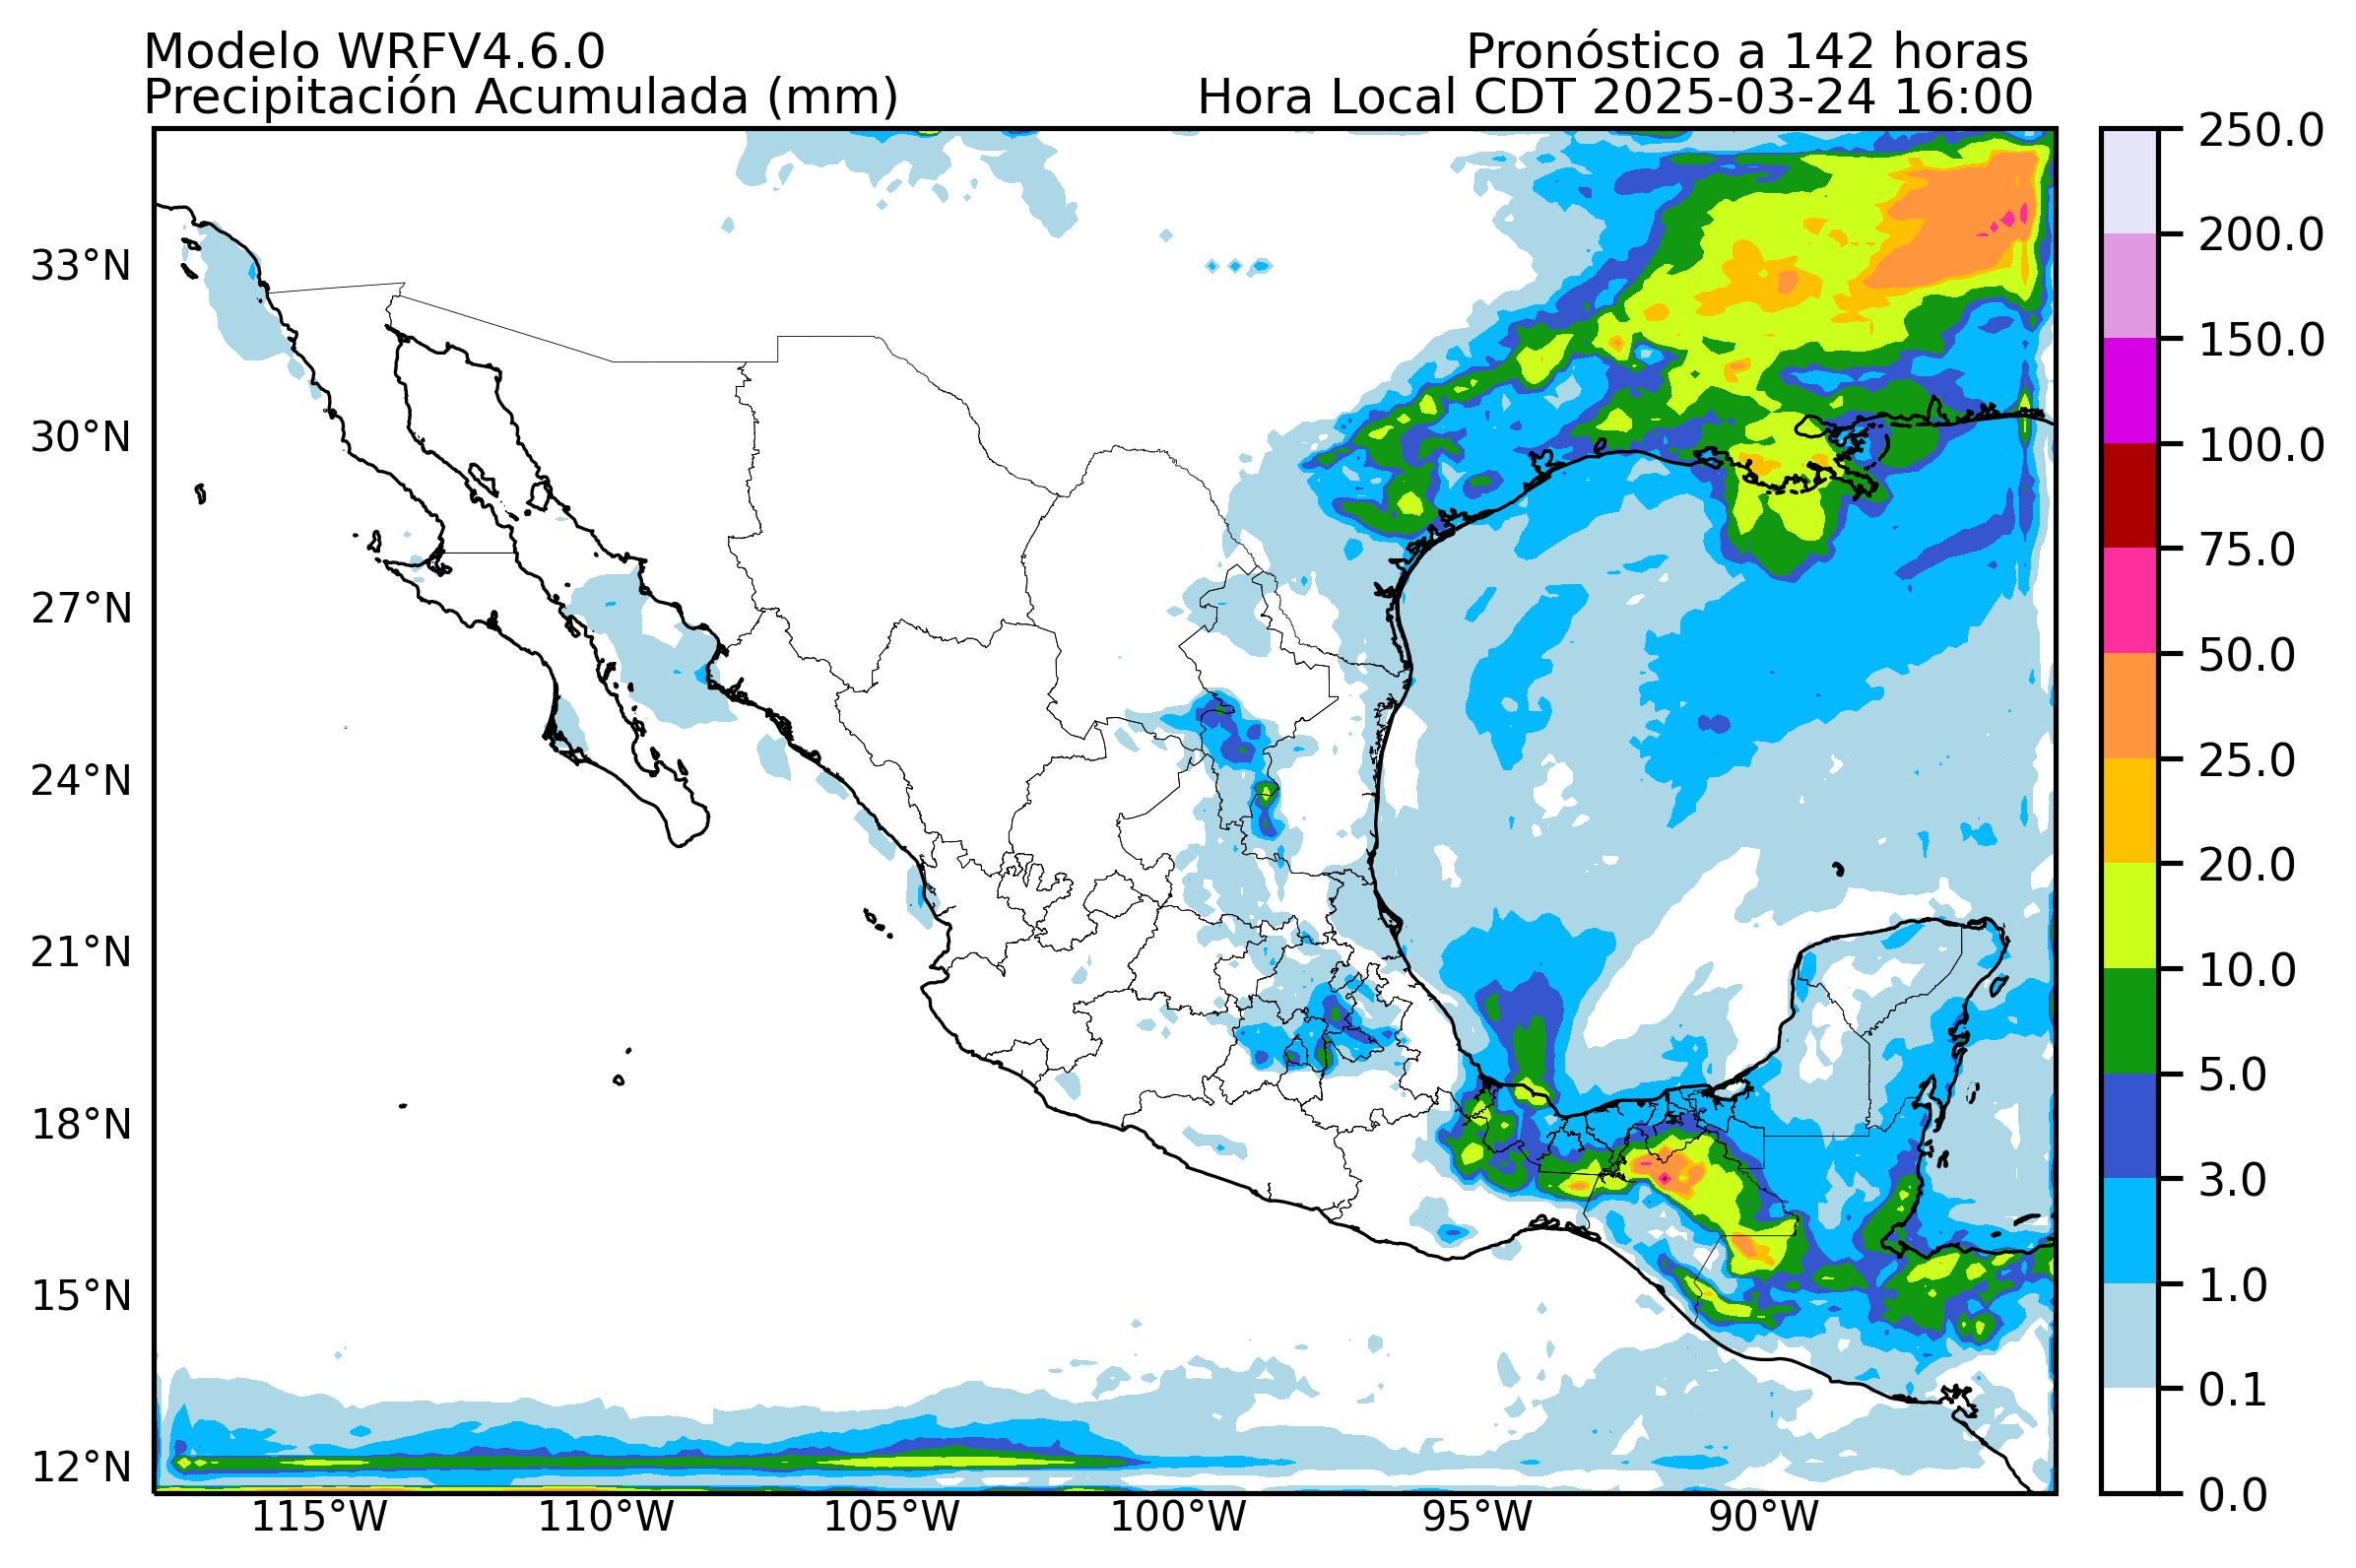 Modelo WRFV4.6.0
Pronóstico a 142 horas
Precipitación Acumulada (mm)
Hora Local CDT 2025-03-24 16:00
33°N
30°N
27°N
24°N
21°N
18°N
15°N
12°N
115°W
110°W
105°W
100°W
95°W
90°W
250.0
200.0
150.0
100.0
75.0
50.0
25.0
20.0
10.0
5.0
3.0
1.0
0.1
0.0